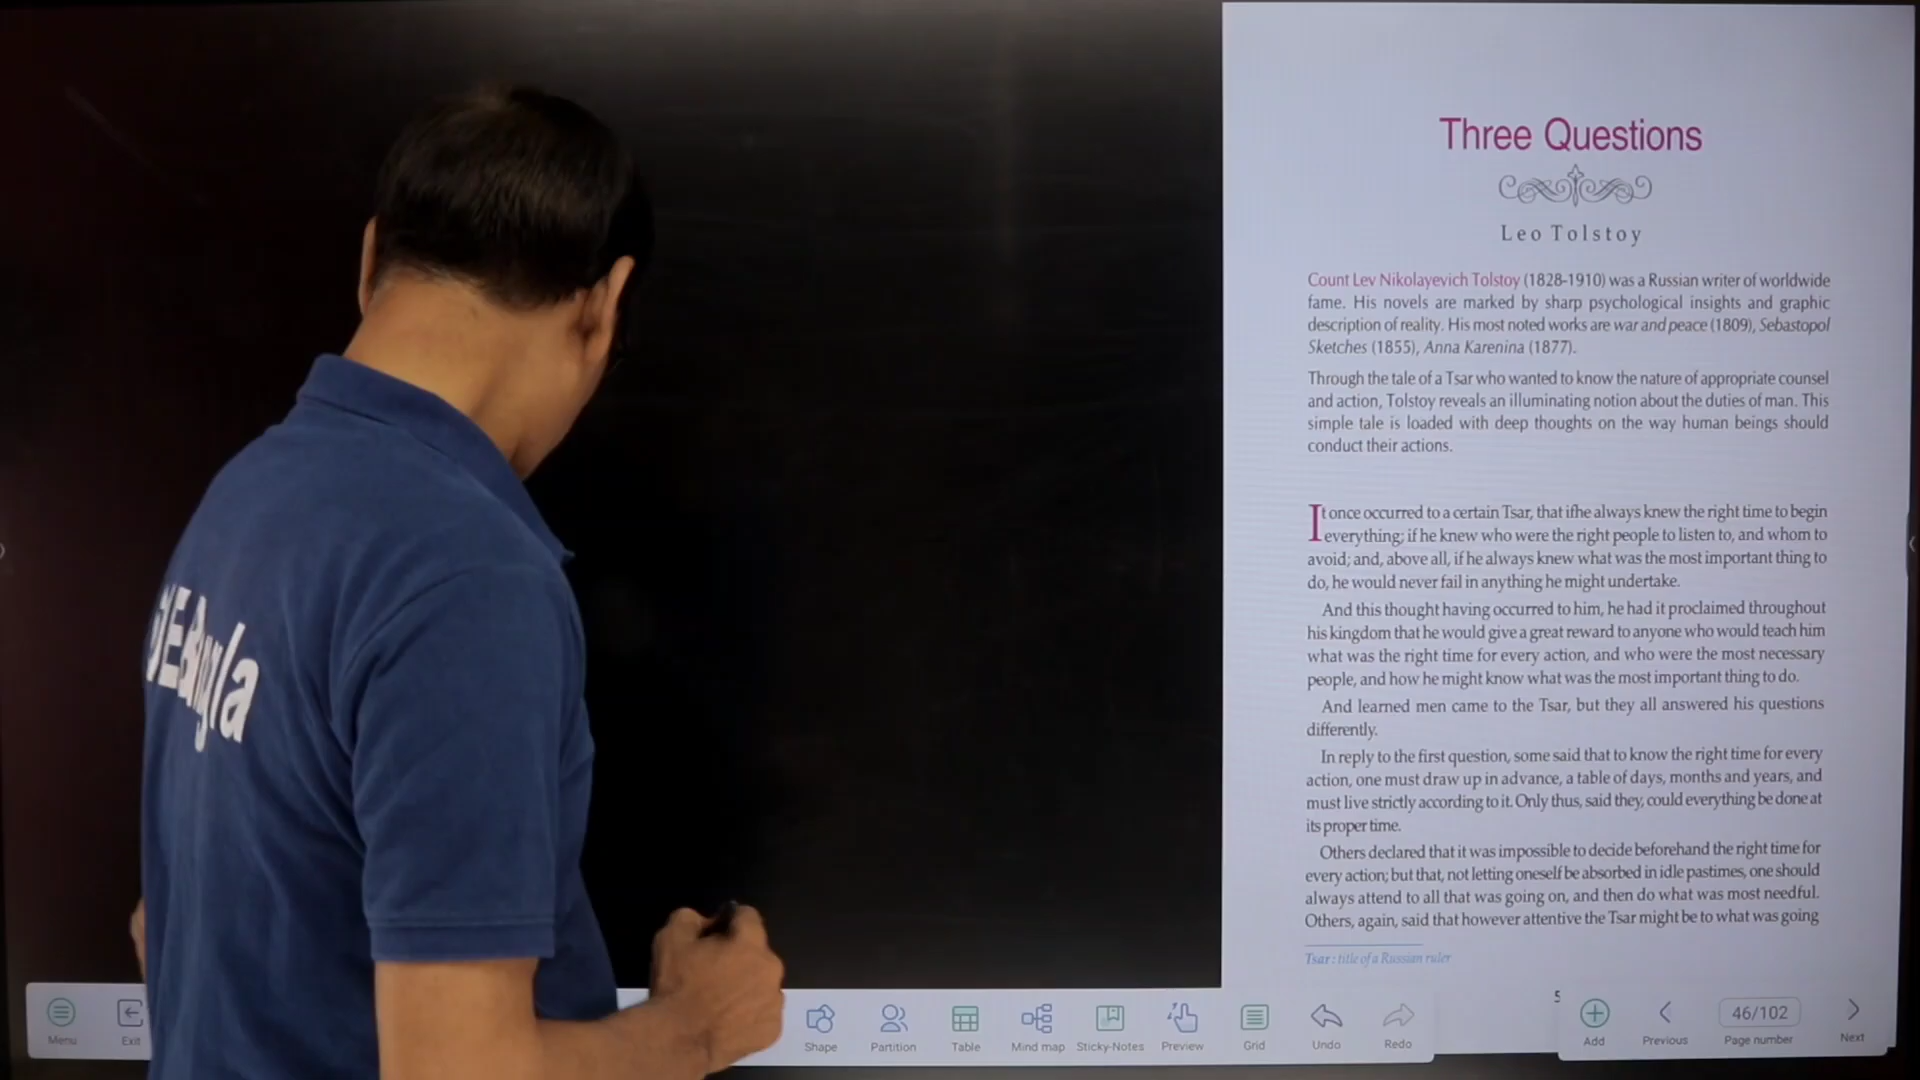 Three Questions
Leo Tolstoy
Count Lev Nikolayevich Tolstoy (1828-1910) was a Russian writer of worldwide
fame. His novels are marked by sharp psychological insights and graphic
description of reality. His most noted works are war and peace (1809), Sebastopol
Sketches (1855), Anna Karenina (1877).
Through the tale of a Tsar who wanted to know the nature of appropriate counsel
and action, Tolstoy reveals an illuminating notion about the duties of man. This
simple tale is loaded with deep thoughts on the way human beings should
conduct their actions.
It once occurred to a certain Tsar, that ifhe always knew the right time to begin
everything; if he knew who were the right people to listen to, and whom to
avoid; and, above all, if he always knew what was the most important thing to
do, he would never fail in anything he might undertake.
And this thought having occurred to him, he had it proclaimed throughout
his kingdom that he would give a great reward to anyone who would teach him
what was the right time for every action, and who were the most necessary
people, and how he might know what was the most important thing to do.
And learned men came to the Tsar, but they all answered his questions
differently.
In reply to the first question, some said that to know the right time for every
action, one must draw up in advance, a table of days, months and years, and
must live strictly according to it. Only thus, said they, could everything be done at
its proper time.
Others declared that it was impossible to decide beforehand the right time for
every action; but that, not letting oneself be absorbed in idle pastimes, one should
always attend to all that was going on, and then do what was most needful.
Others, again, said that however attentive the Tsar might be to what was going
Tsar : title of a Russian ruler
5
Bangla
Menu Exit Shape Partition Table Mind map Sticky-Notes Preview Grid Undo Redo
Add Previous 46/102 Page number Next